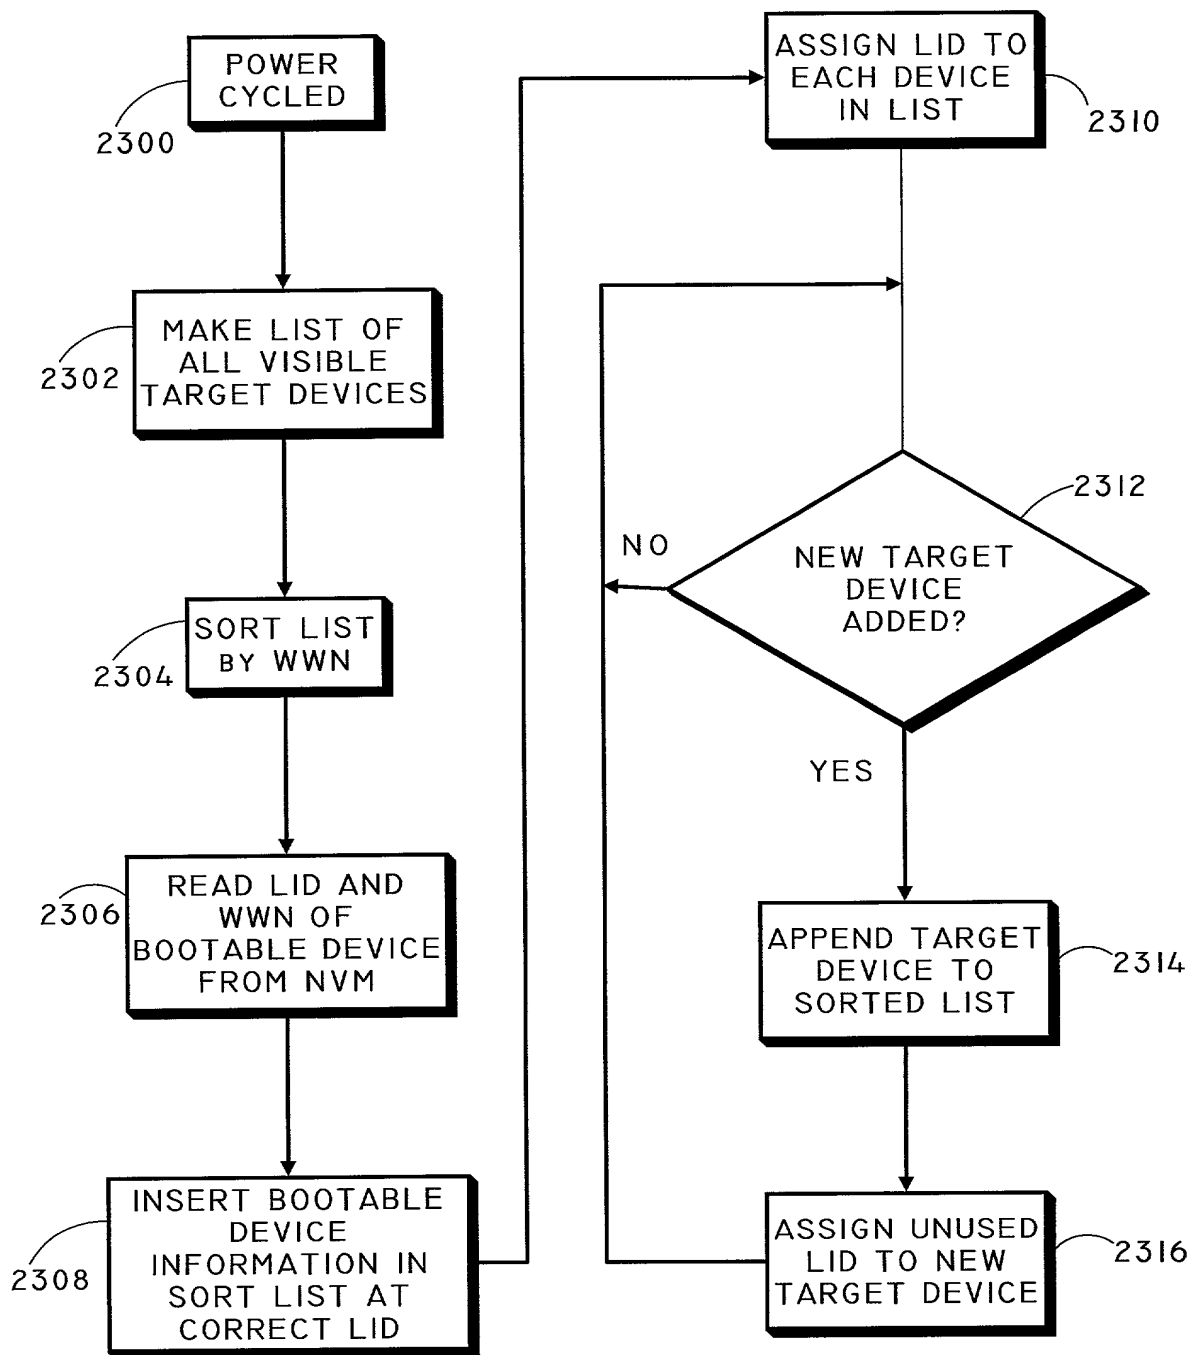 POWER
CYCLED
2300
MAKE LIST OF
ALL VISIBLE
TARGET DEVICES
2302
SORT LIST
BY WWN
2304
READ LID AND
WWN OF
BOOTABLE DEVICE
FROM NVM
2306
INSERT BOOTABLE
DEVICE
INFORMATION IN
SORT LIST AT
CORRECT LID
2308
ASSIGN LID TO
EACH DEVICE
IN LIST
2310
NEW TARGET
DEVICE
ADDED?
2312
NO
YES
APPEND TARGET
DEVICE TO
SORTED LIST
2314
ASSIGN UNUSED
LID TO NEW
TARGET DEVICE
2316